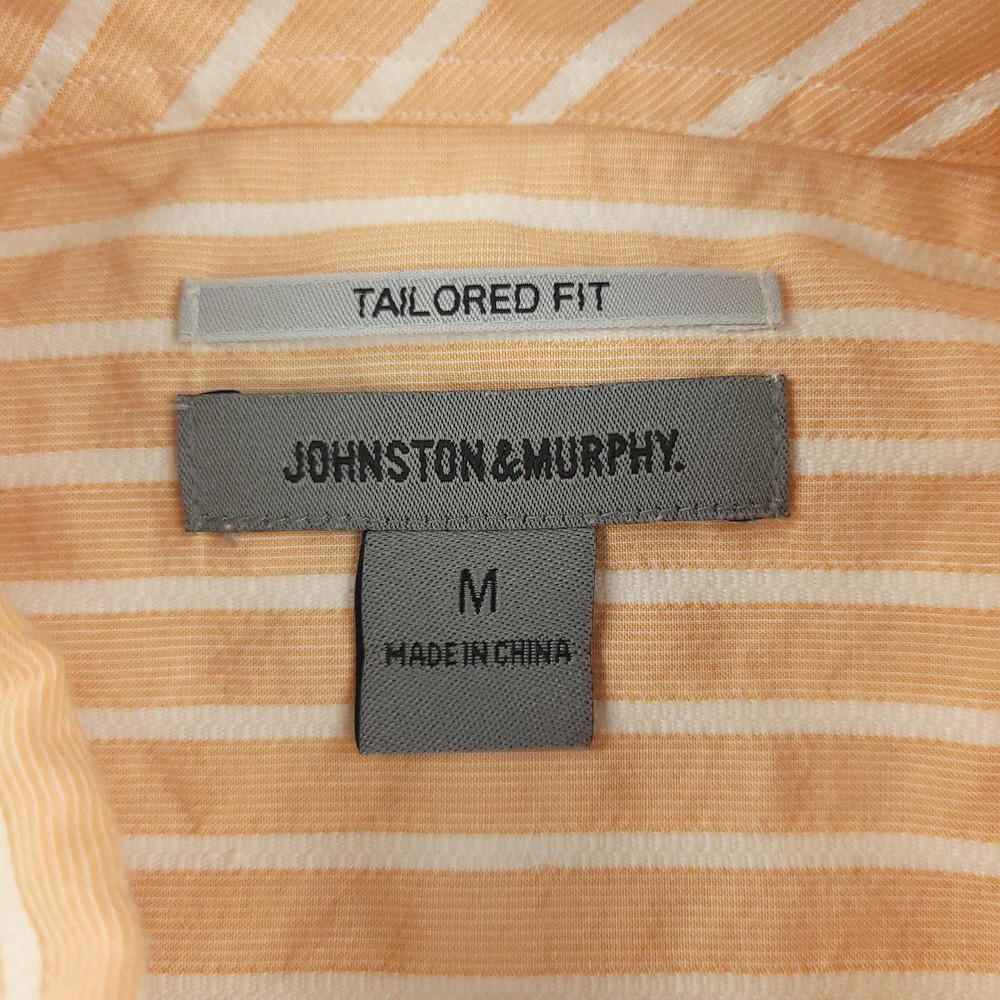 TAILORED FIT
JOHNSTON&MURPHY.
M
MADE IN CHINA